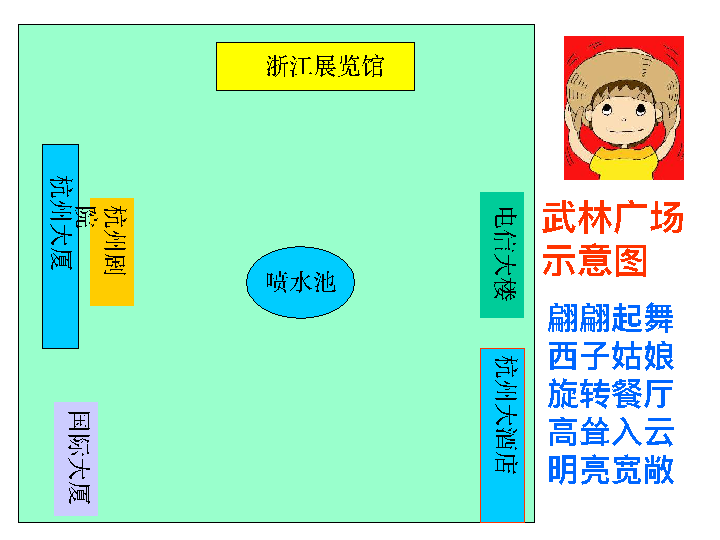 浙江展览馆
杭州大厦
杭州剧
院
喷水池
电信大楼
杭州大酒店
国际大厦
武林广场
示意图
翩翩起舞
西子姑娘
旋转餐厅
高耸入云
明亮宽敞